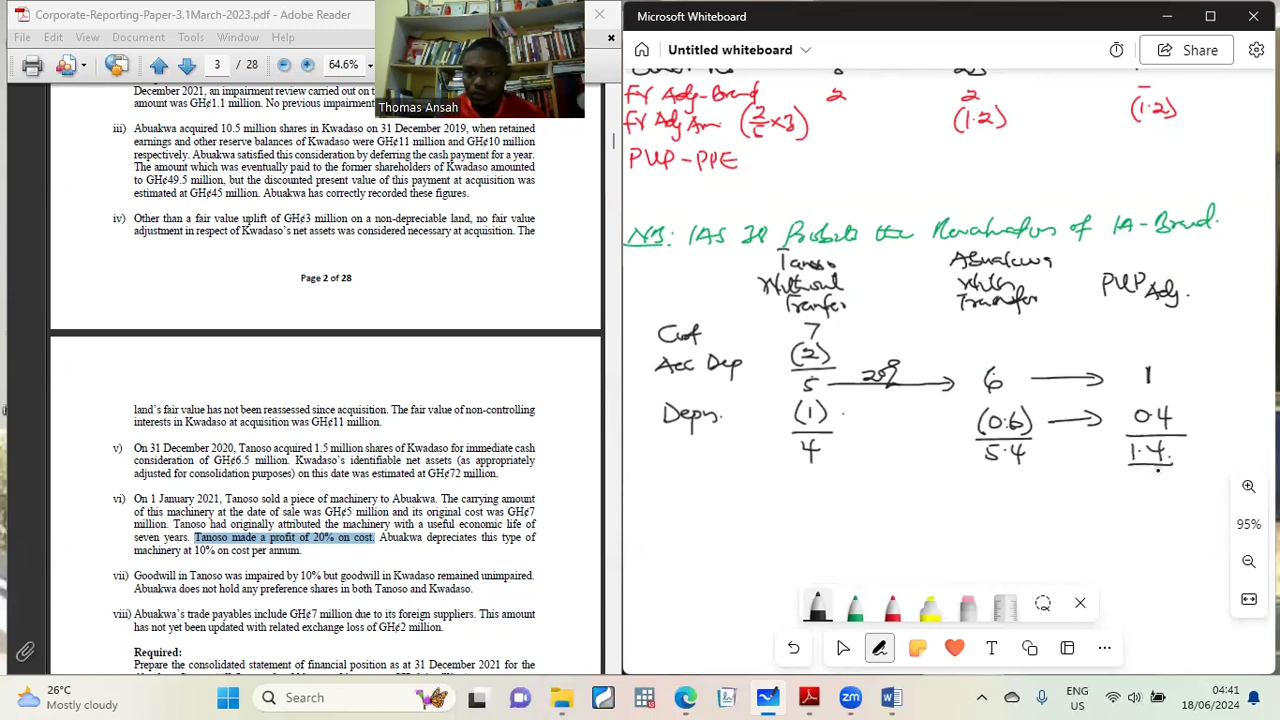 Corporate-Reporting-Paper-3.1March-2023.pdf - Adobe Reader
File Edit View Document Tools Window Help
3 / 28 64.6%
Thomas Ansah
December 2021, an impairment review carried out on t
amount was GH¢1.1 million. No previous impairment
iii) Abuakwa acquired 10.5 million shares in Kwadaso on 31 December 2019, when retained
earnings and other reserve balances of Kwadaso were GH¢11 million and GH¢10 million
respectively. Abuakwa satisfied this consideration by deferring the cash payment for a year.
The amount which was eventually paid to the former shareholders of Kwadaso amounted
to GH¢49.5 million, but the discounted present value of this payment at acquisition was
estimated at GH¢45 million. Abuakwa has correctly recorded these figures.
iv) Other than a fair value uplift of GH¢3 million on a non-depreciable land, no fair value
adjustment in respect of Kwadaso's net assets was considered necessary at acquisition. The
Page 2 of 28
land's fair value has not been reassessed since acquisition. The fair value of non-controlling
interests in Kwadaso at acquisition was GH¢11 million.
v) On 31 December 2020, Tanoso acquired 1.5 million shares of Kwadaso for immediate cash
consideration of GH¢6.5 million. Kwadaso's identifiable net assets (as appropriately
adjusted for consolidation purposes) on this date was estimated at GH¢72 million.
vi) On 1 January 2021, Tanoso sold a piece of machinery to Abuakwa. The carrying amount
of this machinery at the date of sale was GH¢5 million and its original cost was GH¢7
million. Tanoso had originally attributed the machinery with a useful economic life of
seven years. Tanoso made a profit of 20% on cost. Abuakwa depreciates this type of
machinery at 10% on cost per annum.
vii) Goodwill in Tanoso was impaired by 10% but goodwill in Kwadaso remained unimpaired.
Abuakwa does not hold any preference shares in both Tanoso and Kwadaso.
viii) Abuakwa's trade payables include GH¢7 million due to its foreign suppliers. This amount
has not yet been updated with related exchange loss of GH¢2 million.
Required:
Prepare the consolidated statement of financial position as at 31 December 2021 for the
Microsoft Whiteboard
Untitled whiteboard Share
FV Adj-Brand 2 2
FV Adj Am (2/5 × 3) (1.2) (1.2)
PUP-PPE
NB: IAS 38 Prohibits the Revaluation of IA-Brand.
Tanoso Without Transfer Abuakwa With Transfer PUP Adj.
Cost 7
Acc Dep (2)
5 20% 6 1
Depn. (1) (0.6) 0.4
4 5.4 1.4
95%
26°C
Mostly cloudy
Search
ENG
US
04:41
18/06/2024